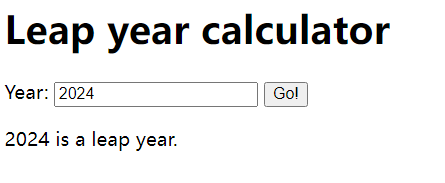 Leap year calculator
Year: 2024 Go!
2024 is a leap year.